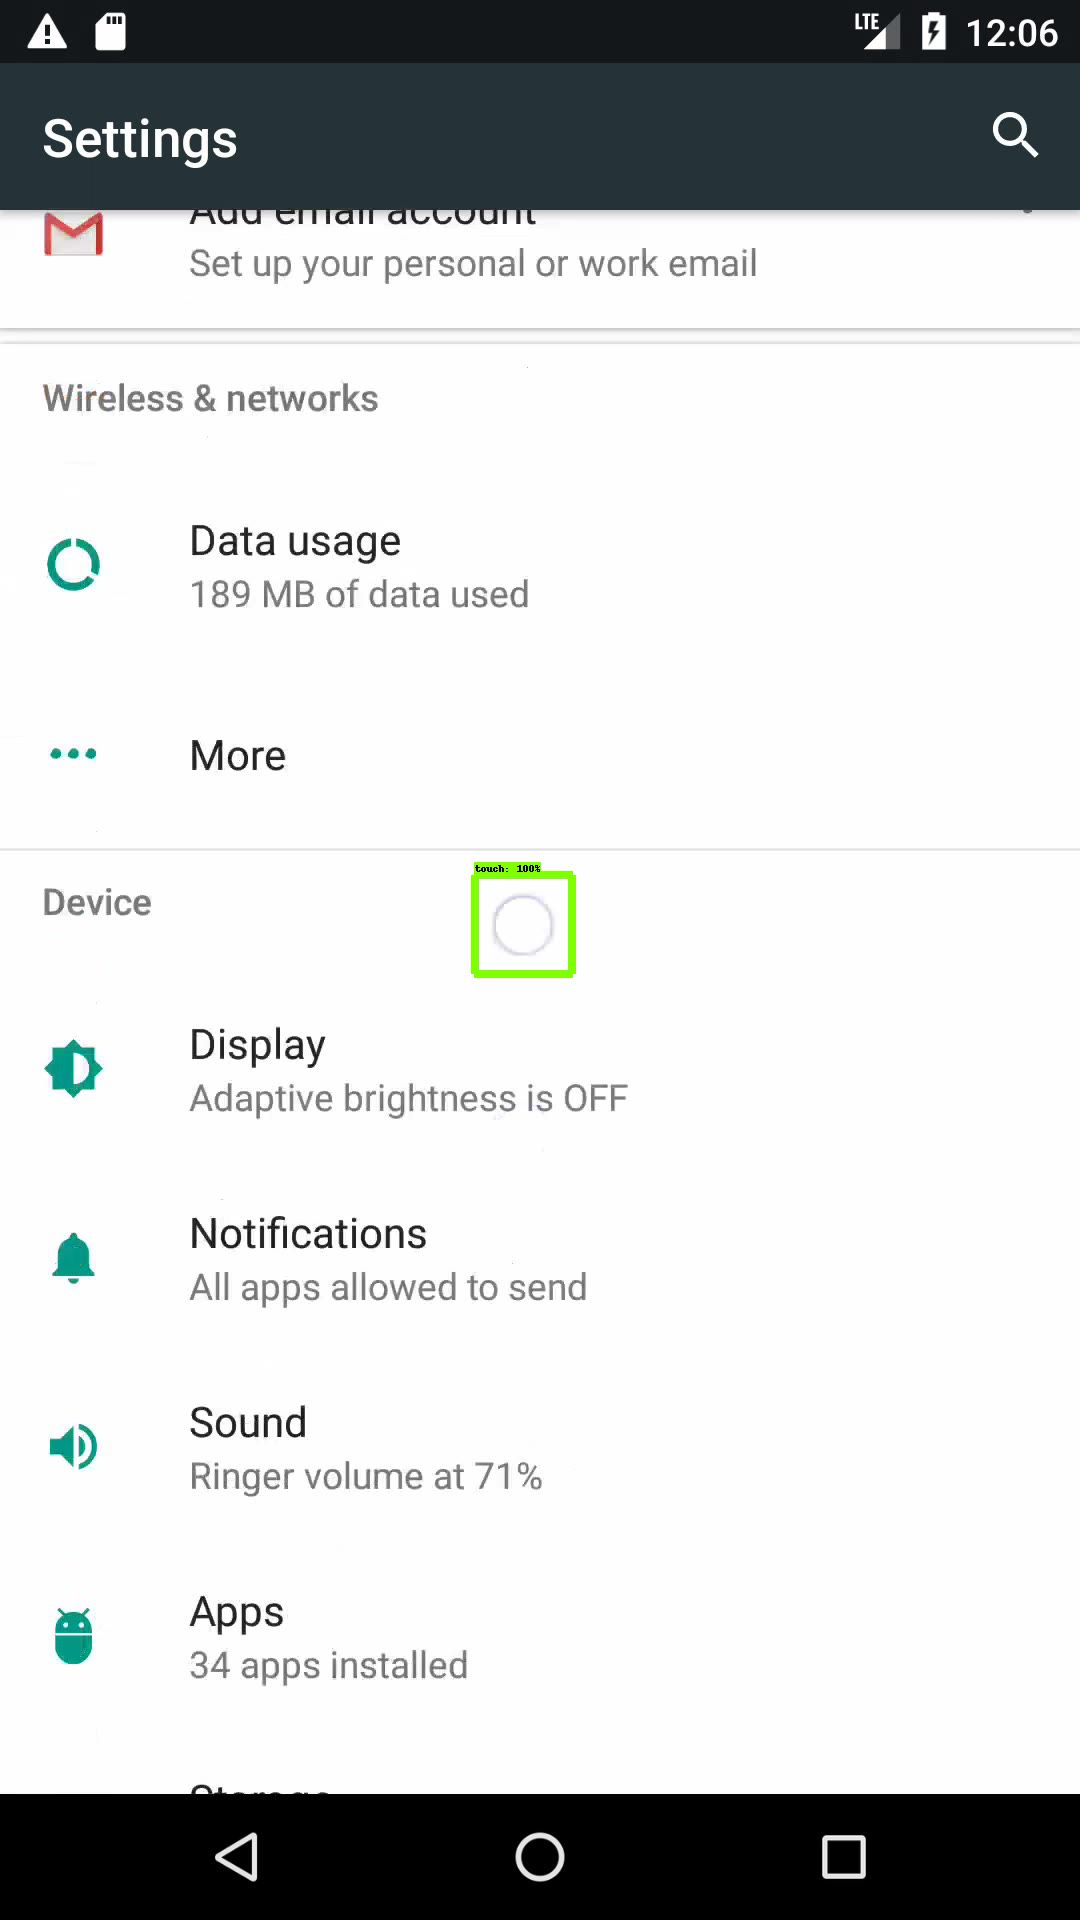 LTE 12:06
Settings
Add email account
Set up your personal or work email
Wireless & networks
Data usage
189 MB of data used
More
touch: 100%
Device
Display
Adaptive brightness is OFF
Notifications
All apps allowed to send
Sound
Ringer volume at 71%
Apps
34 apps installed
Storage